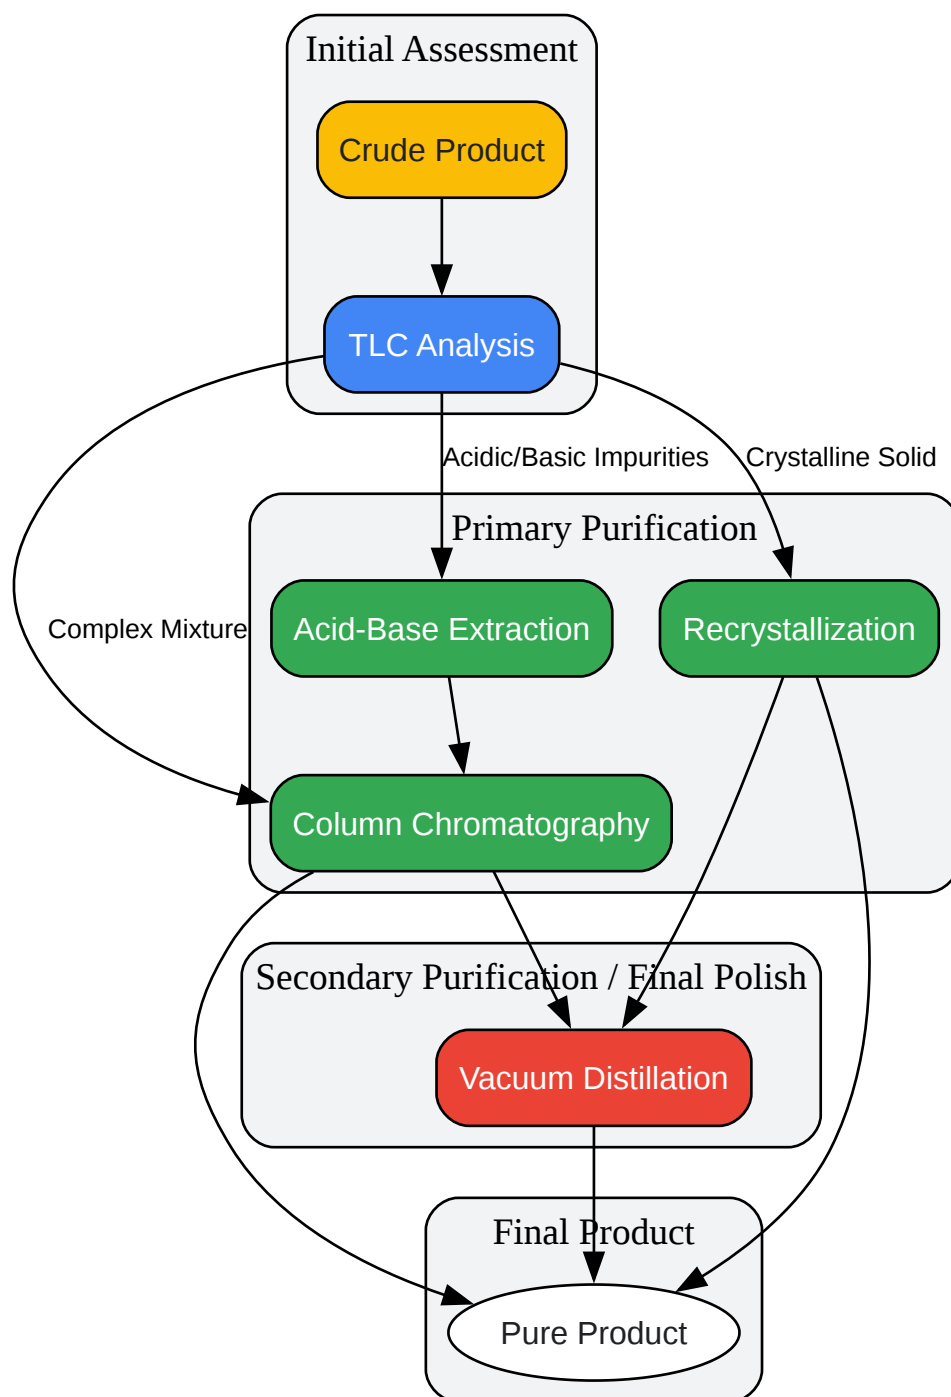 Initial Assessment
Crude Product
TLC Analysis
Acidic/Basic Impurities
Crystalline Solid
Primary Purification
Complex Mixture
Acid-Base Extraction
Recrystallization
Column Chromatography
Secondary Purification / Final Polish
Vacuum Distillation
Final Product
Pure Product